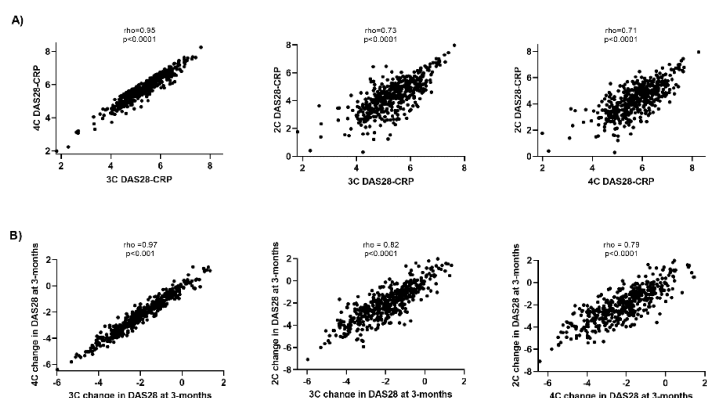 A)
rho=0.95
p<0.0001
4C DAS28-CRP
8
6
4
2
2
4
6
8
3C DAS28-CRP
rho=0.73
p<0.0001
2C DAS28-CRP
8
6
4
2
0
2
4
6
8
3C DAS28-CRP
rho=0.71
p<0.0001
2C DAS28-CRP
8
6
4
2
0
2
4
6
8
4C DAS28-CRP
B)
rho =0.97
p<0.001
4C change in DAS28 at 3-months
2
0
-2
-4
-6
-6
-4
-2
0
2
3C change in DAS28 at 3-months
rho = 0.82
p<0.0001
2C change in DAS28 at 3-months
2
0
-2
-4
-6
-8
-6
-4
-2
0
2
3C change in DAS28 at 3-months
rho = 0.79
p<0.0001
2C change in DAS28 at 3-months
2
0
-2
-4
-6
-8
-6
-4
-2
0
2
4C change in DAS28 at 3-months